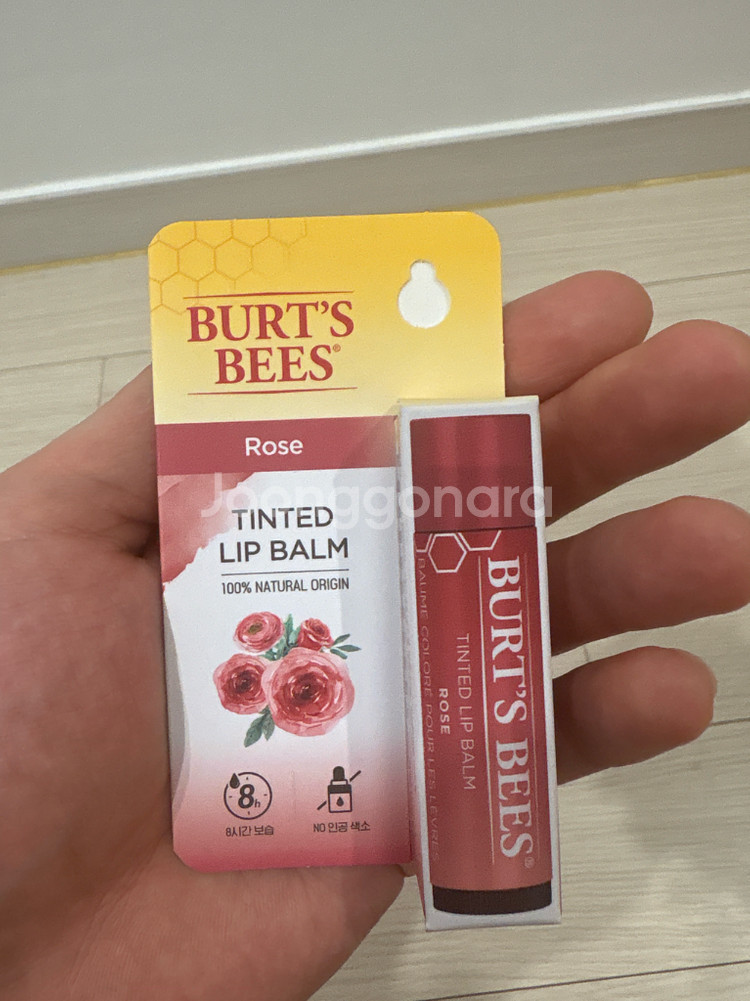 BURT'S
BEES®
Rose
TINTED
LIP BALM
100% NATURAL ORIGIN
8h
8시간 보습
NO 인공 색소
BURT'S BEES®
TINTED LIP BALM
ROSE
BAUME COLORÉ POUR LES LÈVRES
Joonggonara